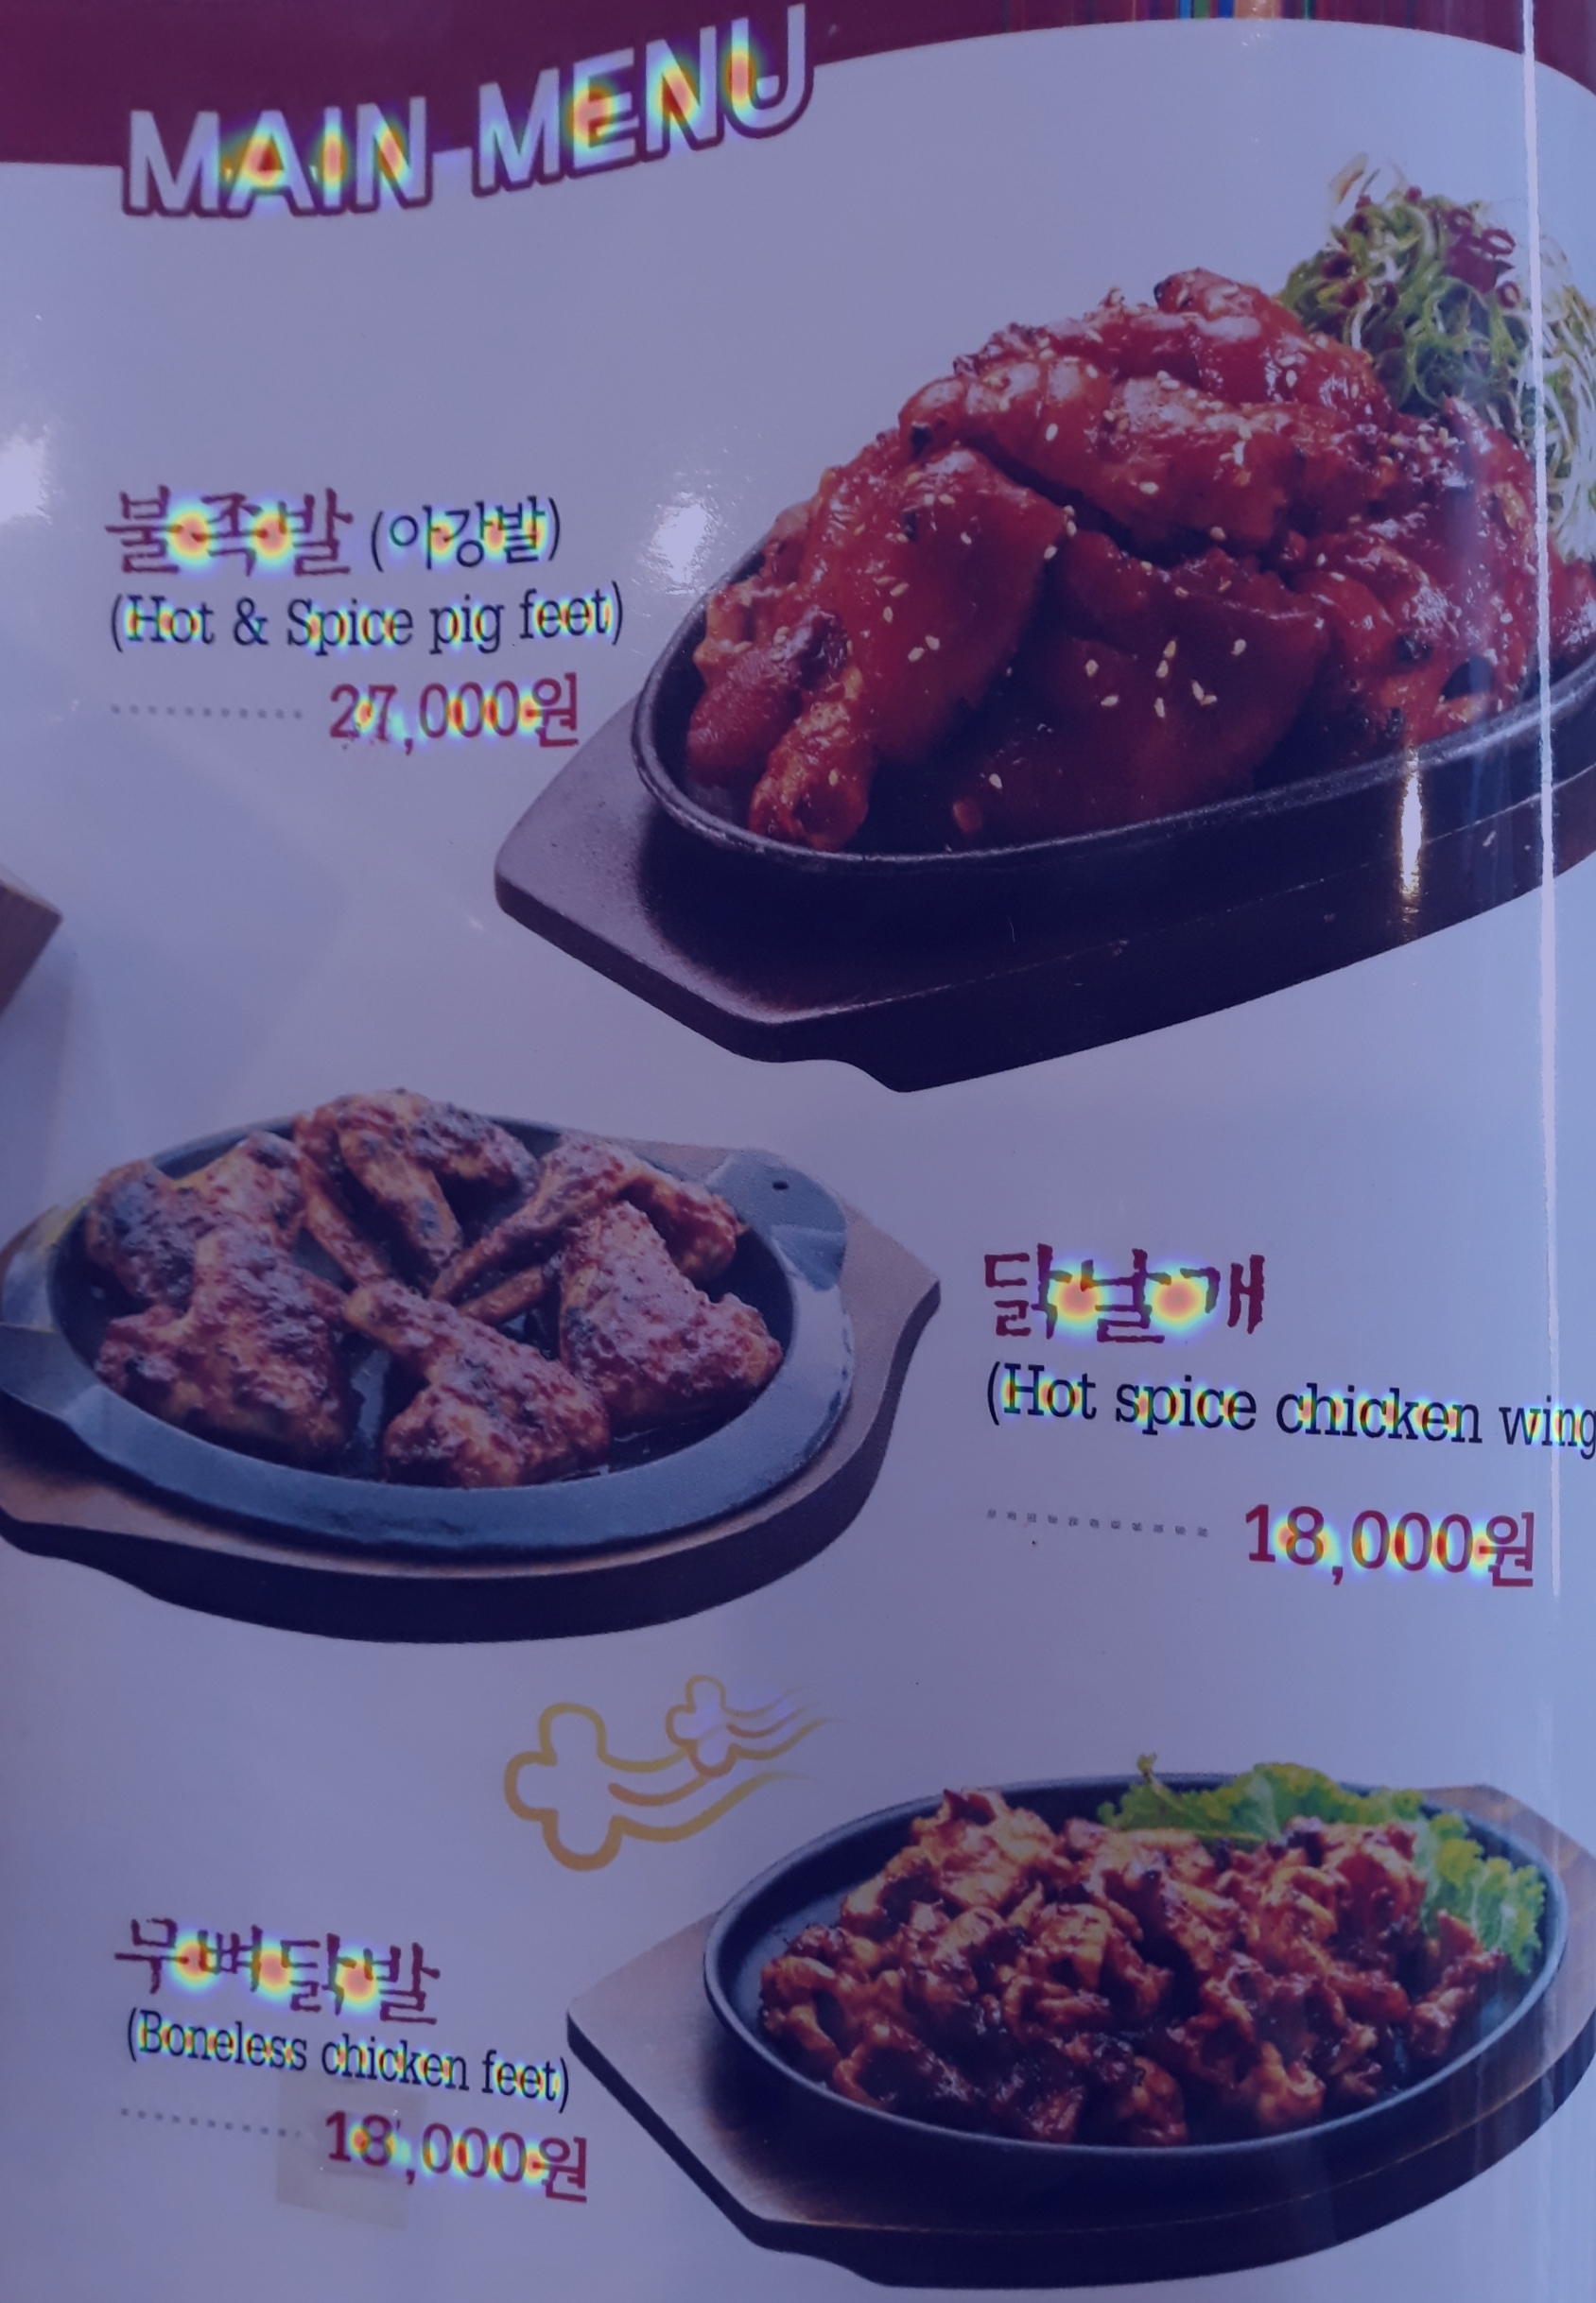 MAIN MENU
불족발 (아강발)
(Hot & Spice pig feet)
27,000원
닭날개
(Hot spice chicken wing
18,000원
무뼈닭발
(Boneless chicken feet)
18,000원